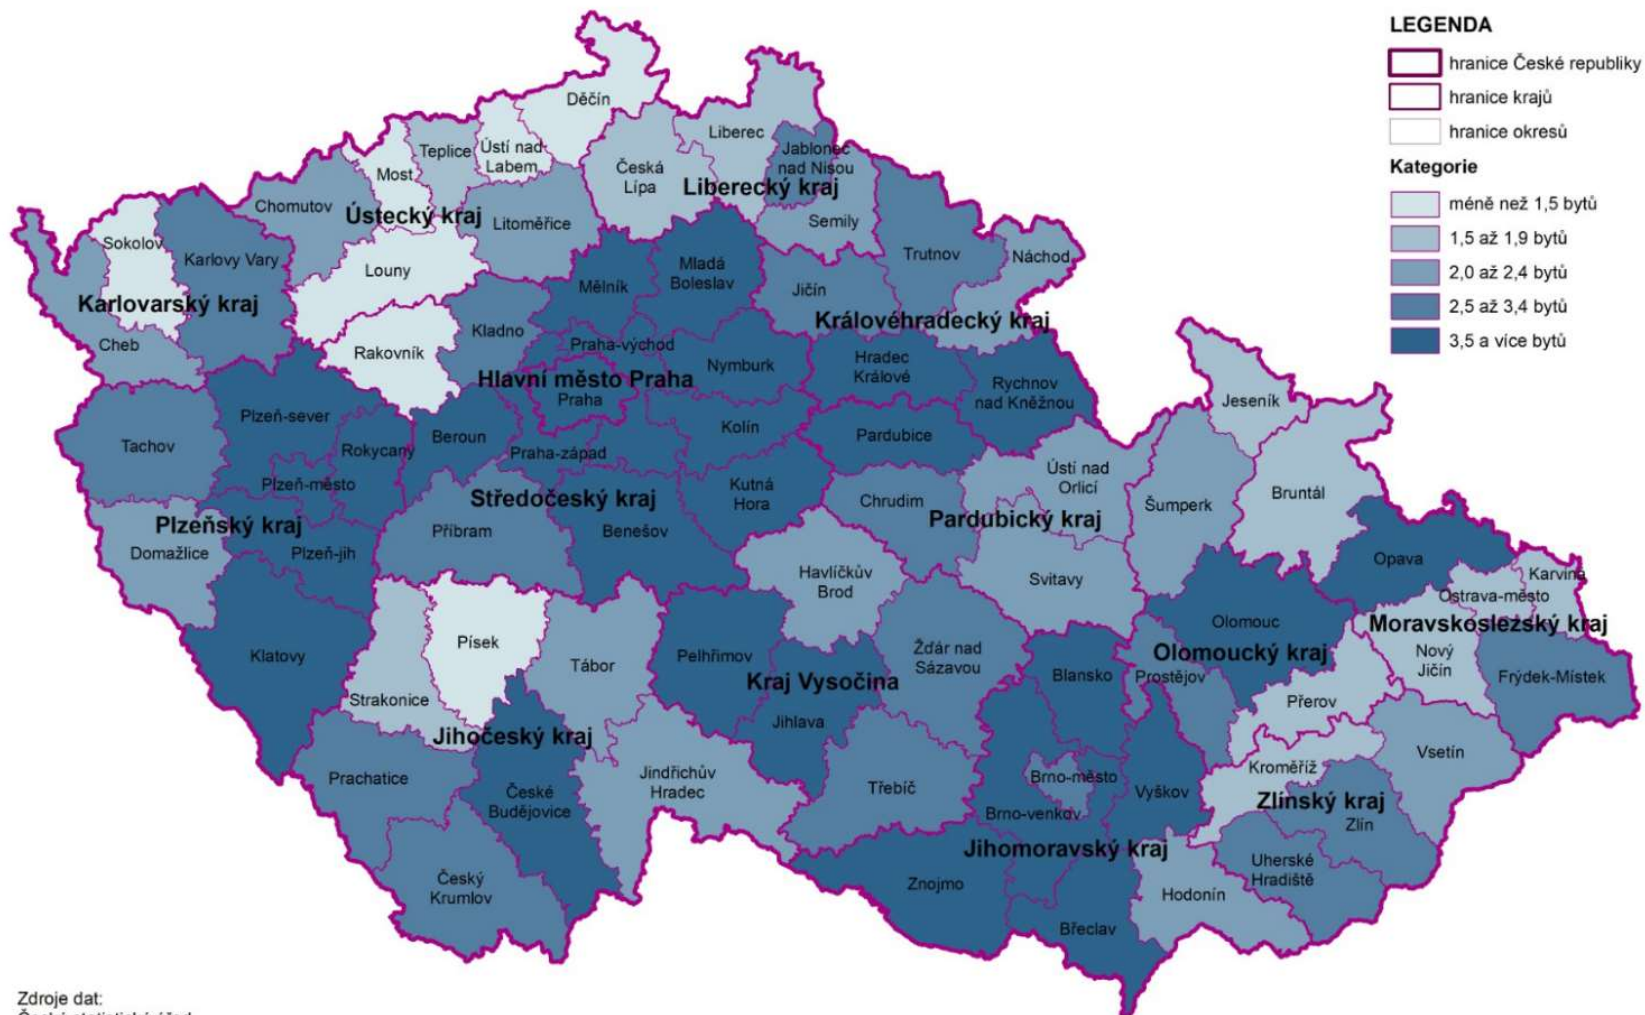 LEGENDA
hranice České republiky
hranice krajů
hranice okresů
Kategorie
méně než 1,5 bytů
1,5 až 1,9 bytů
2,0 až 2,4 bytů
2,5 až 3,4 bytů
3,5 a více bytů
Děčín
Liberec
Teplice
Ústí nad
Labem
Jablonec
nad Nisou
Most
Česká
Lípa
Liberecký kraj
Chomutov
Ústecký kraj
Litoměřice
Semily
Sokolov
Karlovy Vary
Louny
Mělník
Mladá
Boleslav
Trutnov
Náchod
Karlovarský kraj
Jičín
Královéhradecký kraj
Cheb
Kladno
Rakovník
Praha-východ
Nymburk
Hradec
Králové
Hlavní město Praha
Praha
Rychnov
nad Kněžnou
Jeseník
Plzeň-sever
Tachov
Rokycany
Beroun
Kolín
Pardubice
Praha-západ
Plzeň-město
Středočeský kraj
Kutná
Hora
Chrudim
Ústí nad
Orlicí
Šumperk
Bruntál
Plzeňský kraj
Příbram
Benešov
Pardubický kraj
Domažlice
Plzeň-jih
Havlíčkův
Brod
Svitavy
Opava
Karviná
Ostrava-město
Olomouc
Moravskoslezský kraj
Klatovy
Písek
Tábor
Pelhřimov
Žďár nad
Sázavou
Olomoucký kraj
Nový
Jičín
Kraj Vysočina
Blansko
Prostějov
Frýdek-Místek
Strakonice
Přerov
Jihočeský kraj
Jihlava
Vsetín
Prachatice
Jindřichův
Hradec
Třebíč
Brno-město
Kroměříž
České
Budějovice
Vyškov
Zlínský kraj
Brno-venkov
Zlín
Jihomoravský kraj
Uherské
Hradiště
Český
Krumlov
Znojmo
Hodonín
Břeclav
Zdroje dat: